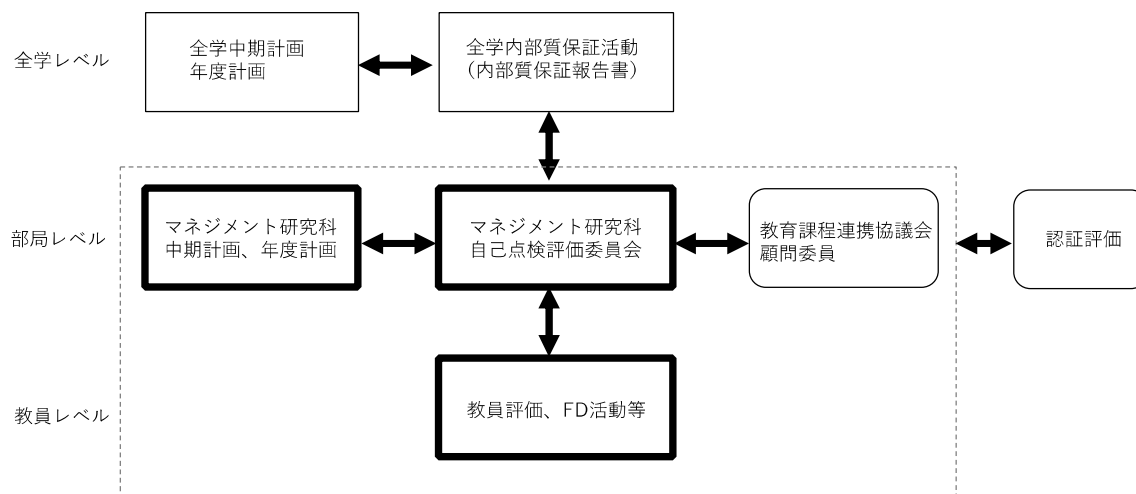 全学レベル
全学中期計画
年度計画
全学内部質保証活動
（内部質保証報告書）
部局レベル
マネジメント研究科
中期計画、年度計画
マネジメント研究科
自己点検評価委員会
教育課程連携協議会
顧問委員
認証評価
教員レベル
教員評価、FD活動等